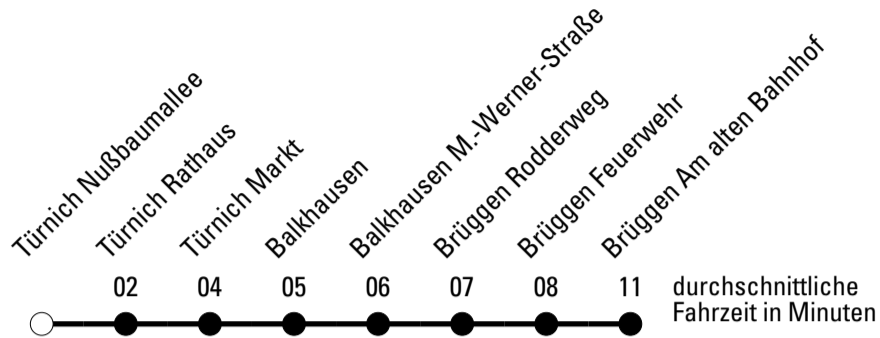 Türnich Nußbaumallee
Türnich Rathaus
Türnich Markt
Balkhausen
Balkhausen M.-Werner-Straße
Brüggen Rodderweg
Brüggen Feuerwehr
Brüggen Am alten Bahnhof
02 04 05 06 07 08 11
durchschnittliche
Fahrzeit in Minuten